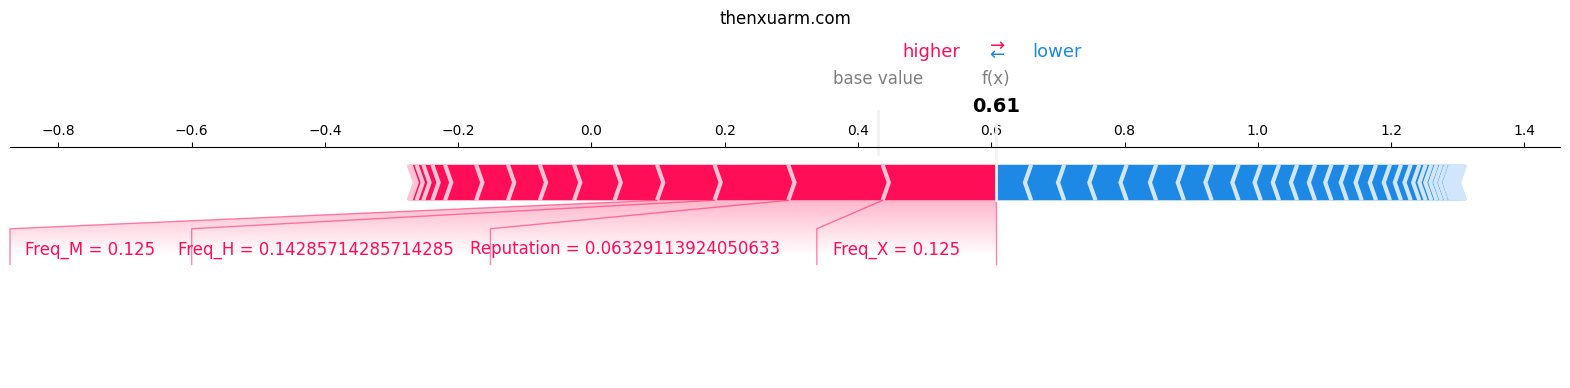 thenxuarm.com
higher ⇄ lower
base value f(x)
0.61
−0.8 −0.6 −0.4 −0.2 0.0 0.2 0.4 0.6 0.8 1.0 1.2 1.4
Freq_M = 0.125 Freq_H = 0.14285714285714285 Reputation = 0.06329113924050633 Freq_X = 0.125